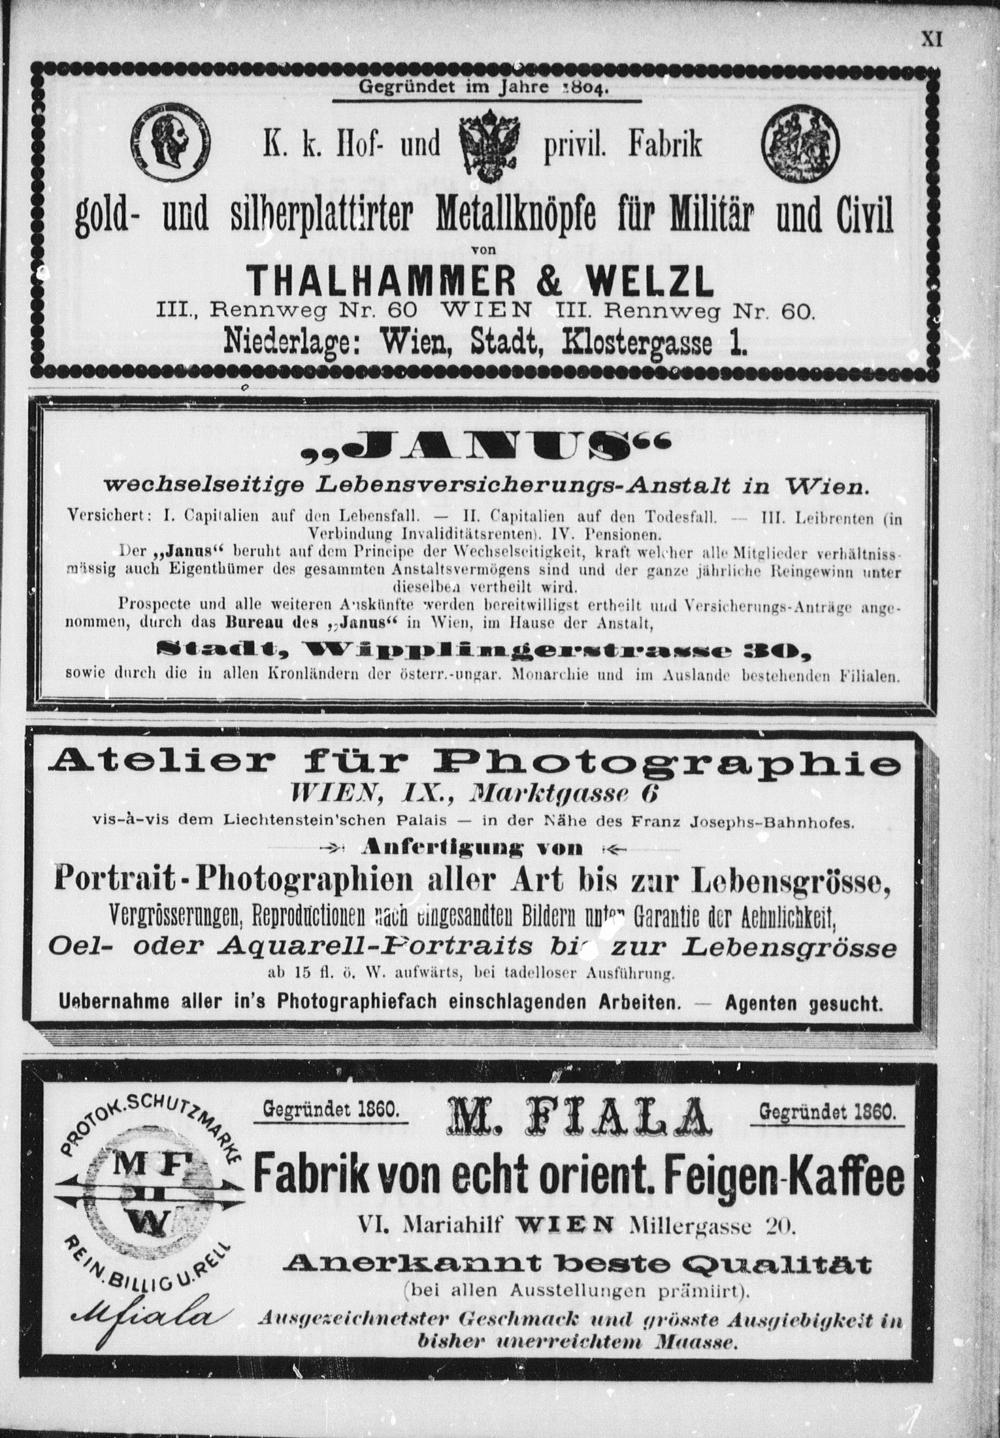 XI
Gegründet im Jahre 1804.
K. k. Hof- und privil. Fabrik
gold- und silberplattirter Metallknöpfe für Militär und Civil
von
THALHAMMER & WELZL
III., Rennweg Nr. 60 WIEN III. Rennweg Nr. 60.
Niederlage: Wien, Stadt, Klostergasse 1.
„JANUS“
wechselseitige Lebensversicherungs-Anstalt in Wien.
Versichert: I. Capitalien auf den Lebensfall. — II. Capitalien auf den Todesfall. — III. Leibrenten (in
Verbindung Invaliditätsrenten). IV. Pensionen.
Der „Janus“ beruht auf dem Principe der Wechselseitigkeit, kraft welcher alle Mitglieder verhältniss-
mässig auch Eigenthümer des gesammten Anstaltsvermögens sind und der ganze jährliche Reingewinn unter
dieselben vertheilt wird.
Prospecte und alle weiteren Auskünfte werden bereitwilligst ertheilt und Versicherungs-Anträge ange-
nommen, durch das Bureau des „Janus“ in Wien, im Hause der Anstalt,
Stadt, Wipplingerstrasse 30,
sowie durch die in allen Kronländern der österr.-ungar. Monarchie und im Auslande bestehenden Filialen.
Atelier für Photographie
WIEN, IX., Marktgasse 6
vis-à-vis dem Liechtenstein'schen Palais — in der Nähe des Franz Josephs-Bahnhofes.
Anfertigung von
Portrait-Photographien aller Art bis zur Lebensgrösse,
Vergrösserungen, Reproductionen nach eingesandten Bildern unter Garantie der Aehnlichkeit,
Oel- oder Aquarell-Portraits bis zur Lebensgrösse
ab 15 fl. ö. W. aufwärts, bei tadelloser Ausführung.
Uebernahme aller in's Photographiefach einschlagenden Arbeiten. — Agenten gesucht.
PROTOK. SCHUTZMARKE
M F
II
W
REIN. BILLIG U. REELL
Mfiala
Gegründet 1860. M. FIALA Gegründet 1860.
Fabrik von echt orient. Feigen-Kaffee
VI. Mariahilf WIEN Millergasse 20.
Anerkannt beste Qualität
(bei allen Ausstellungen prämiirt).
Ausgezeichnetster Geschmack und grösste Ausgiebigkeit in
bisher unerreichtem Maasse.